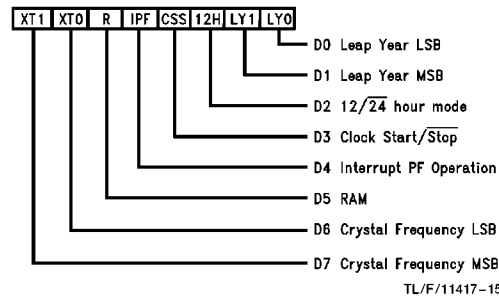 XT1 XT0 R IPF CSS 12H LY1 LY0
D0 Leap Year LSB
D1 Leap Year MSB
D2 12/24 hour mode
D3 Clock Start/Stop
D4 Interrupt PF Operation
D5 RAM
D6 Crystal Frequency LSB
D7 Crystal Frequency MSB
TL/F/11417-15